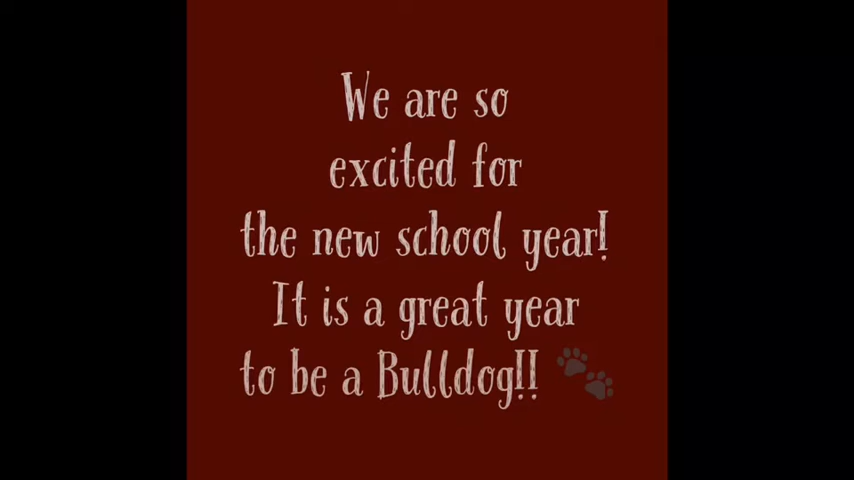 We are so
excited for
the new school year!
It is a great year
to be a Bulldog!! 🐾